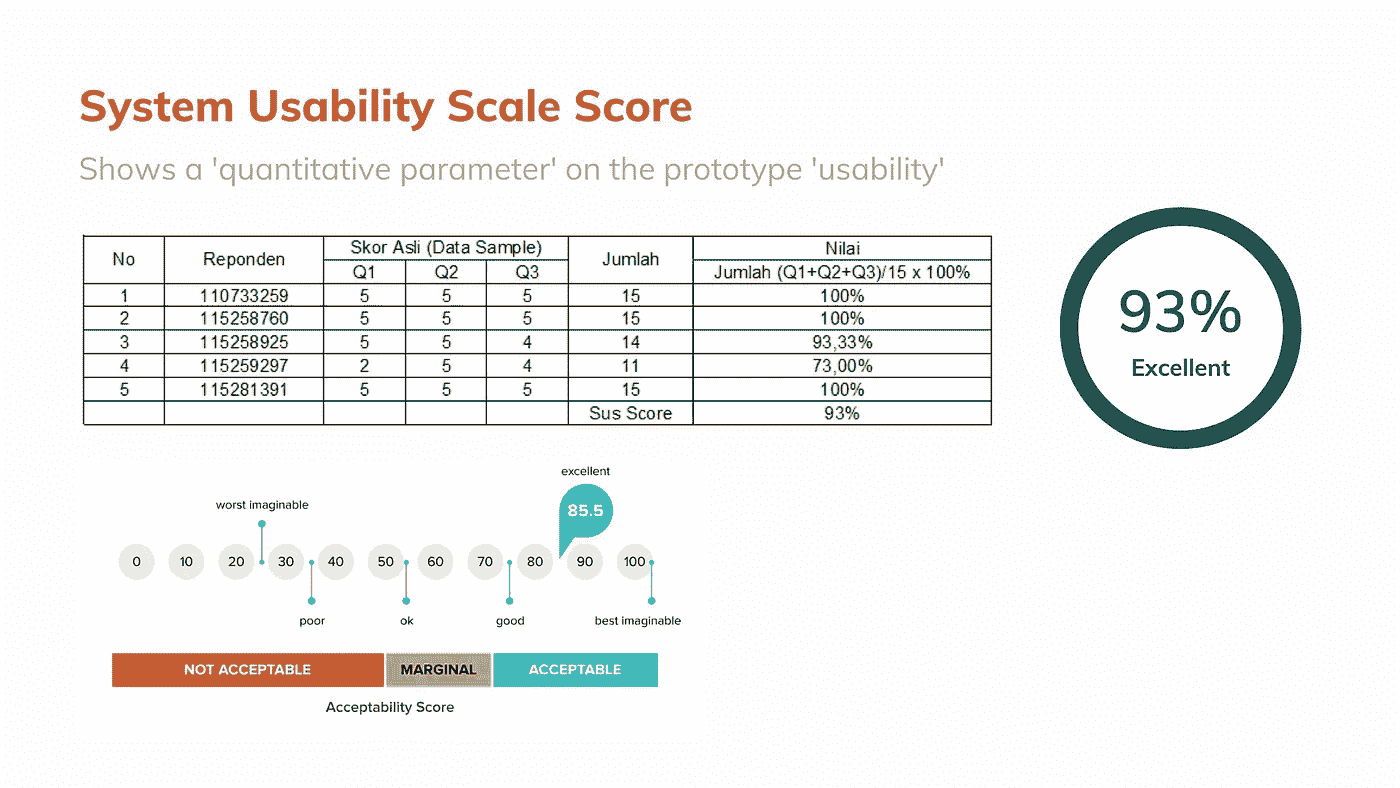 System Usability Scale Score
Shows a 'quantitative parameter' on the prototype 'usability'
No Reponden Skor Asli (Data Sample) Jumlah Nilai
Q1 Q2 Q3 Jumlah (Q1+Q2+Q3)/15 x 100%
1 110733259 5 5 5 15 100%
2 115258760 5 5 5 15 100%
3 115258925 5 5 4 14 93,33%
4 115259297 2 5 4 11 73,00%
5 115281391 5 5 5 15 100%
Sus Score 93%
93%
Excellent
excellent
85.5
worst imaginable
0 10 20 30 40 50 60 70 80 90 100
poor ok good best imaginable
NOT ACCEPTABLE MARGINAL ACCEPTABLE
Acceptability Score